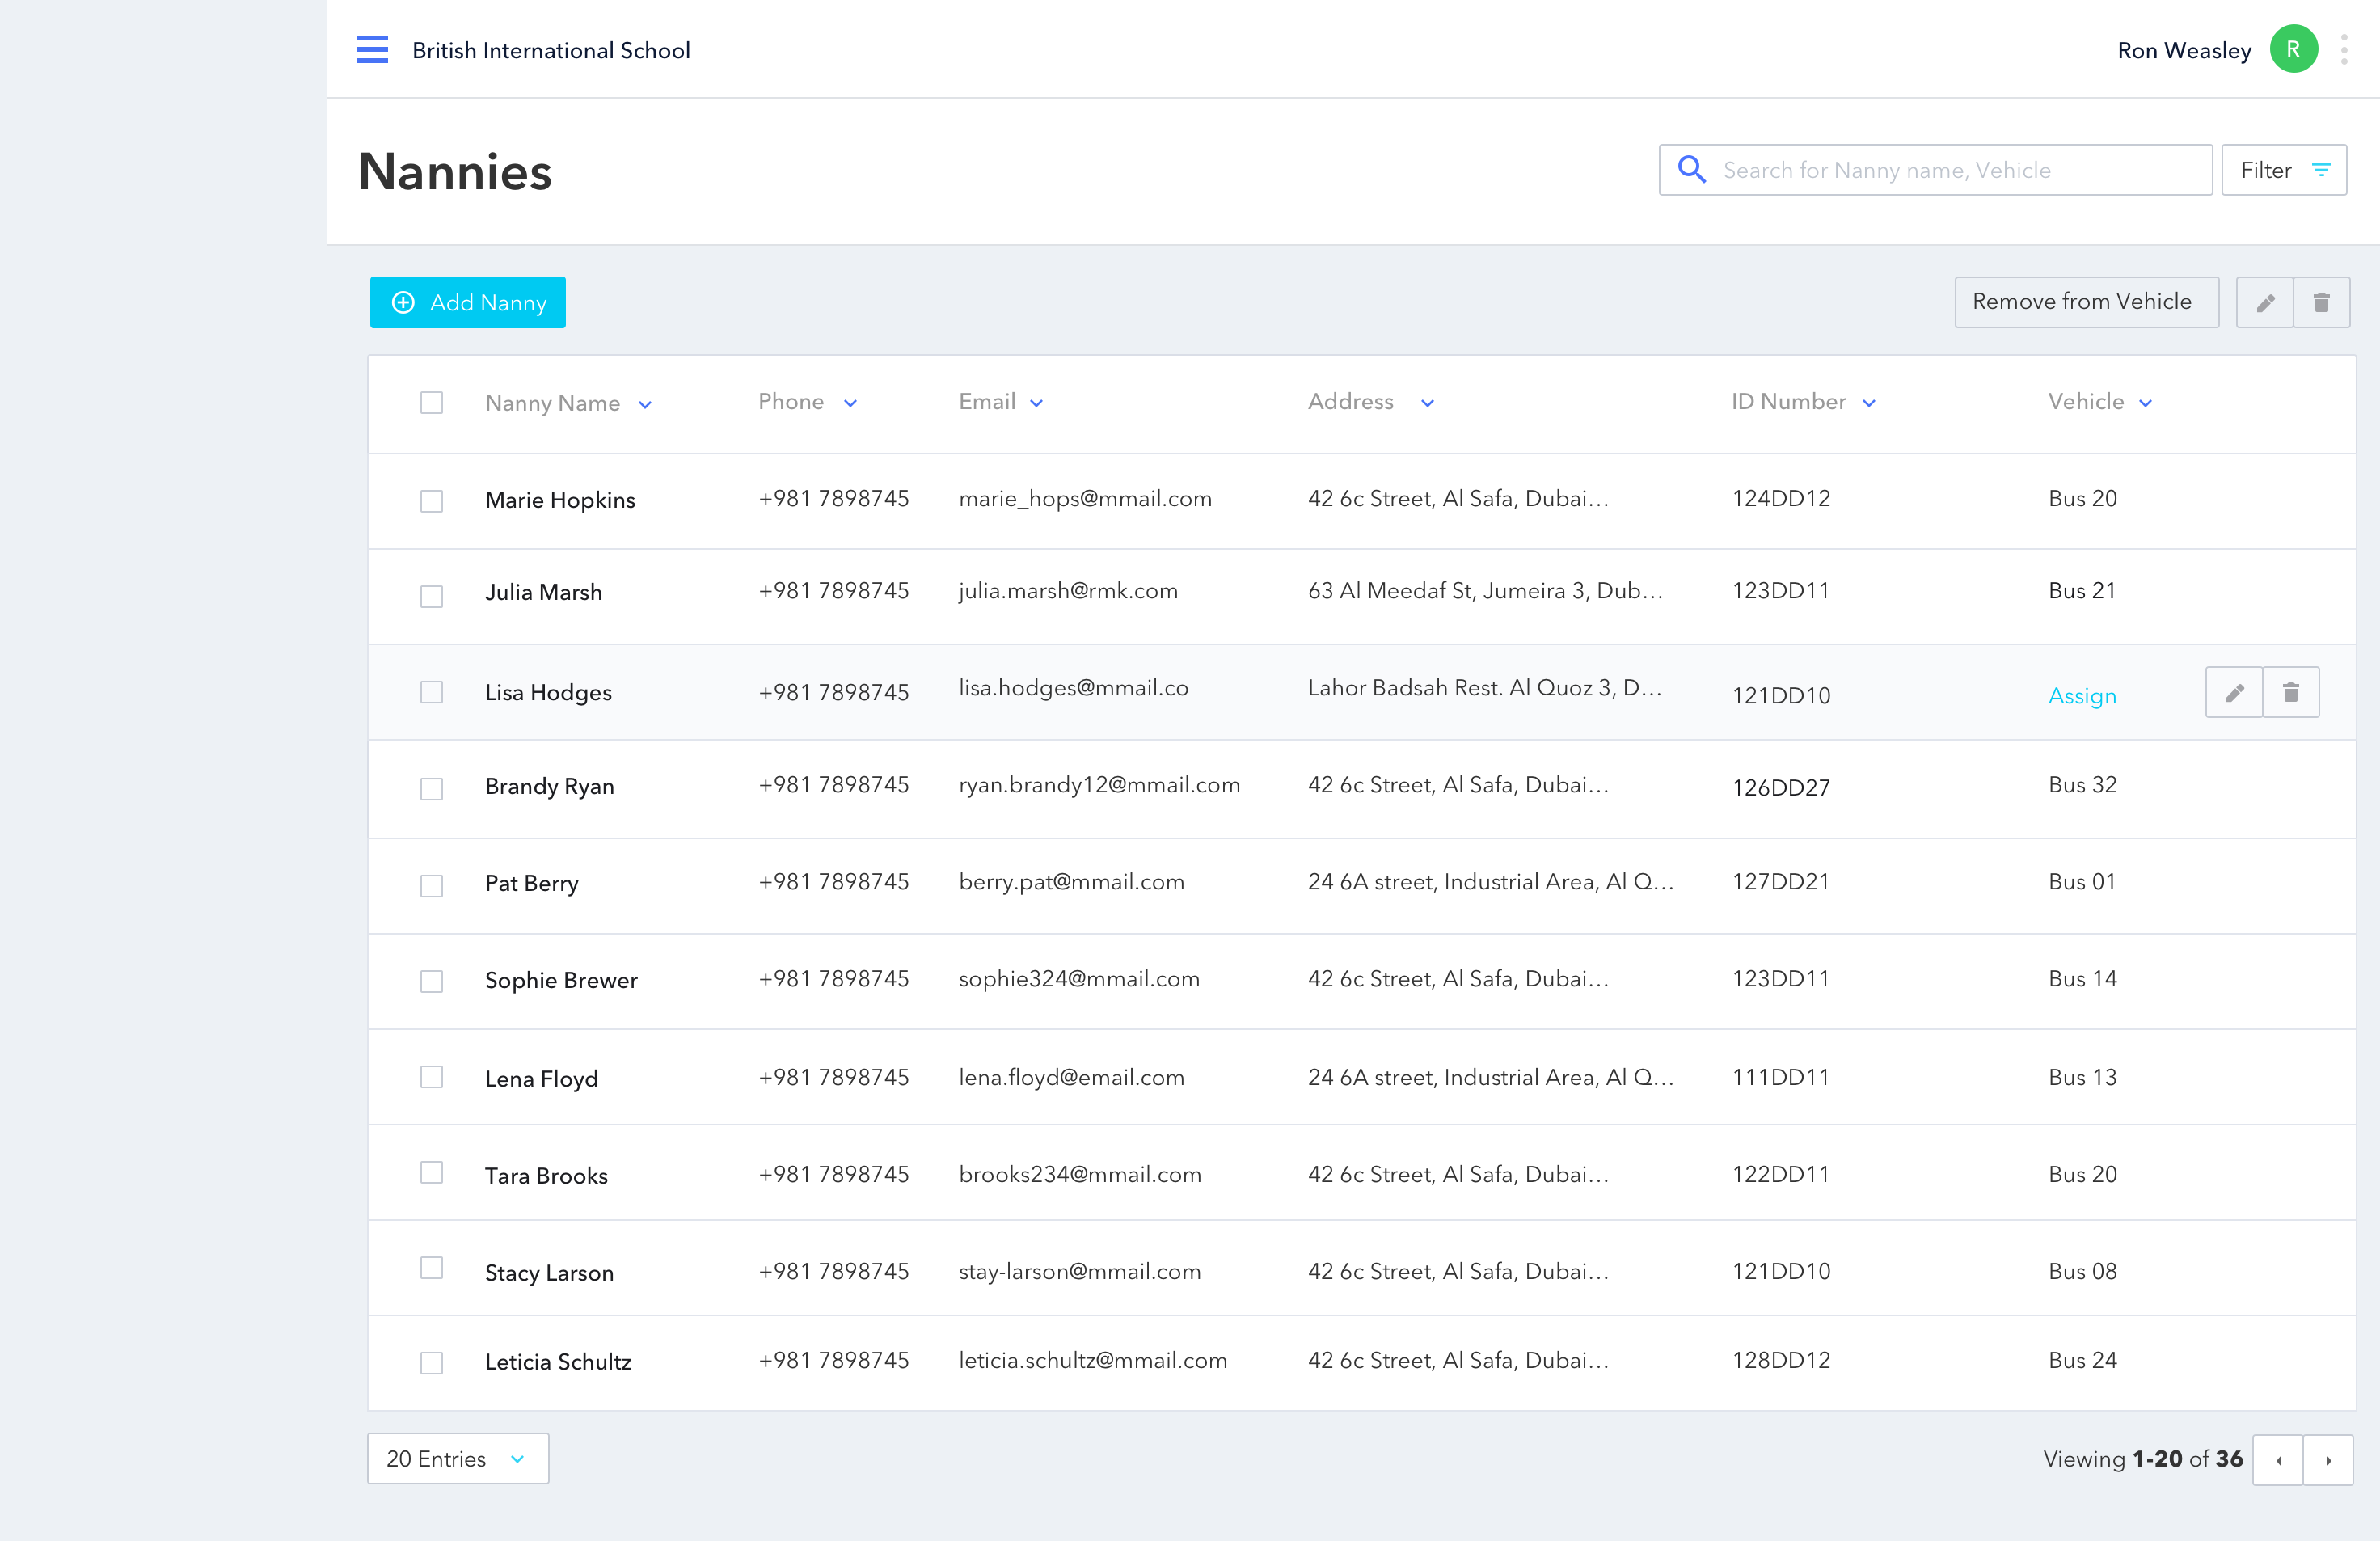 British International School
Ron Weasley R
Nannies
Search for Nanny name, Vehicle
Filter
Add Nanny
Remove from Vehicle
Nanny Name Phone Email Address ID Number Vehicle
Marie Hopkins +981 7898745 marie_hops@mmail.com 42 6c Street, Al Safa, Dubai... 124DD12 Bus 20
Julia Marsh +981 7898745 julia.marsh@rmk.com 63 Al Meedaf St, Jumeira 3, Dub... 123DD11 Bus 21
Lisa Hodges +981 7898745 lisa.hodges@mmail.co Lahor Badsah Rest. Al Quoz 3, D... 121DD10 Assign
Brandy Ryan +981 7898745 ryan.brandy12@mmail.com 42 6c Street, Al Safa, Dubai... 126DD27 Bus 32
Pat Berry +981 7898745 berry.pat@mmail.com 24 6A street, Industrial Area, Al Q... 127DD21 Bus 01
Sophie Brewer +981 7898745 sophie324@mmail.com 42 6c Street, Al Safa, Dubai... 123DD11 Bus 14
Lena Floyd +981 7898745 lena.floyd@email.com 24 6A street, Industrial Area, Al Q... 111DD11 Bus 13
Tara Brooks +981 7898745 brooks234@mmail.com 42 6c Street, Al Safa, Dubai... 122DD11 Bus 20
Stacy Larson +981 7898745 stay-larson@mmail.com 42 6c Street, Al Safa, Dubai... 121DD10 Bus 08
Leticia Schultz +981 7898745 leticia.schultz@mmail.com 42 6c Street, Al Safa, Dubai... 128DD12 Bus 24
20 Entries
Viewing 1-20 of 36